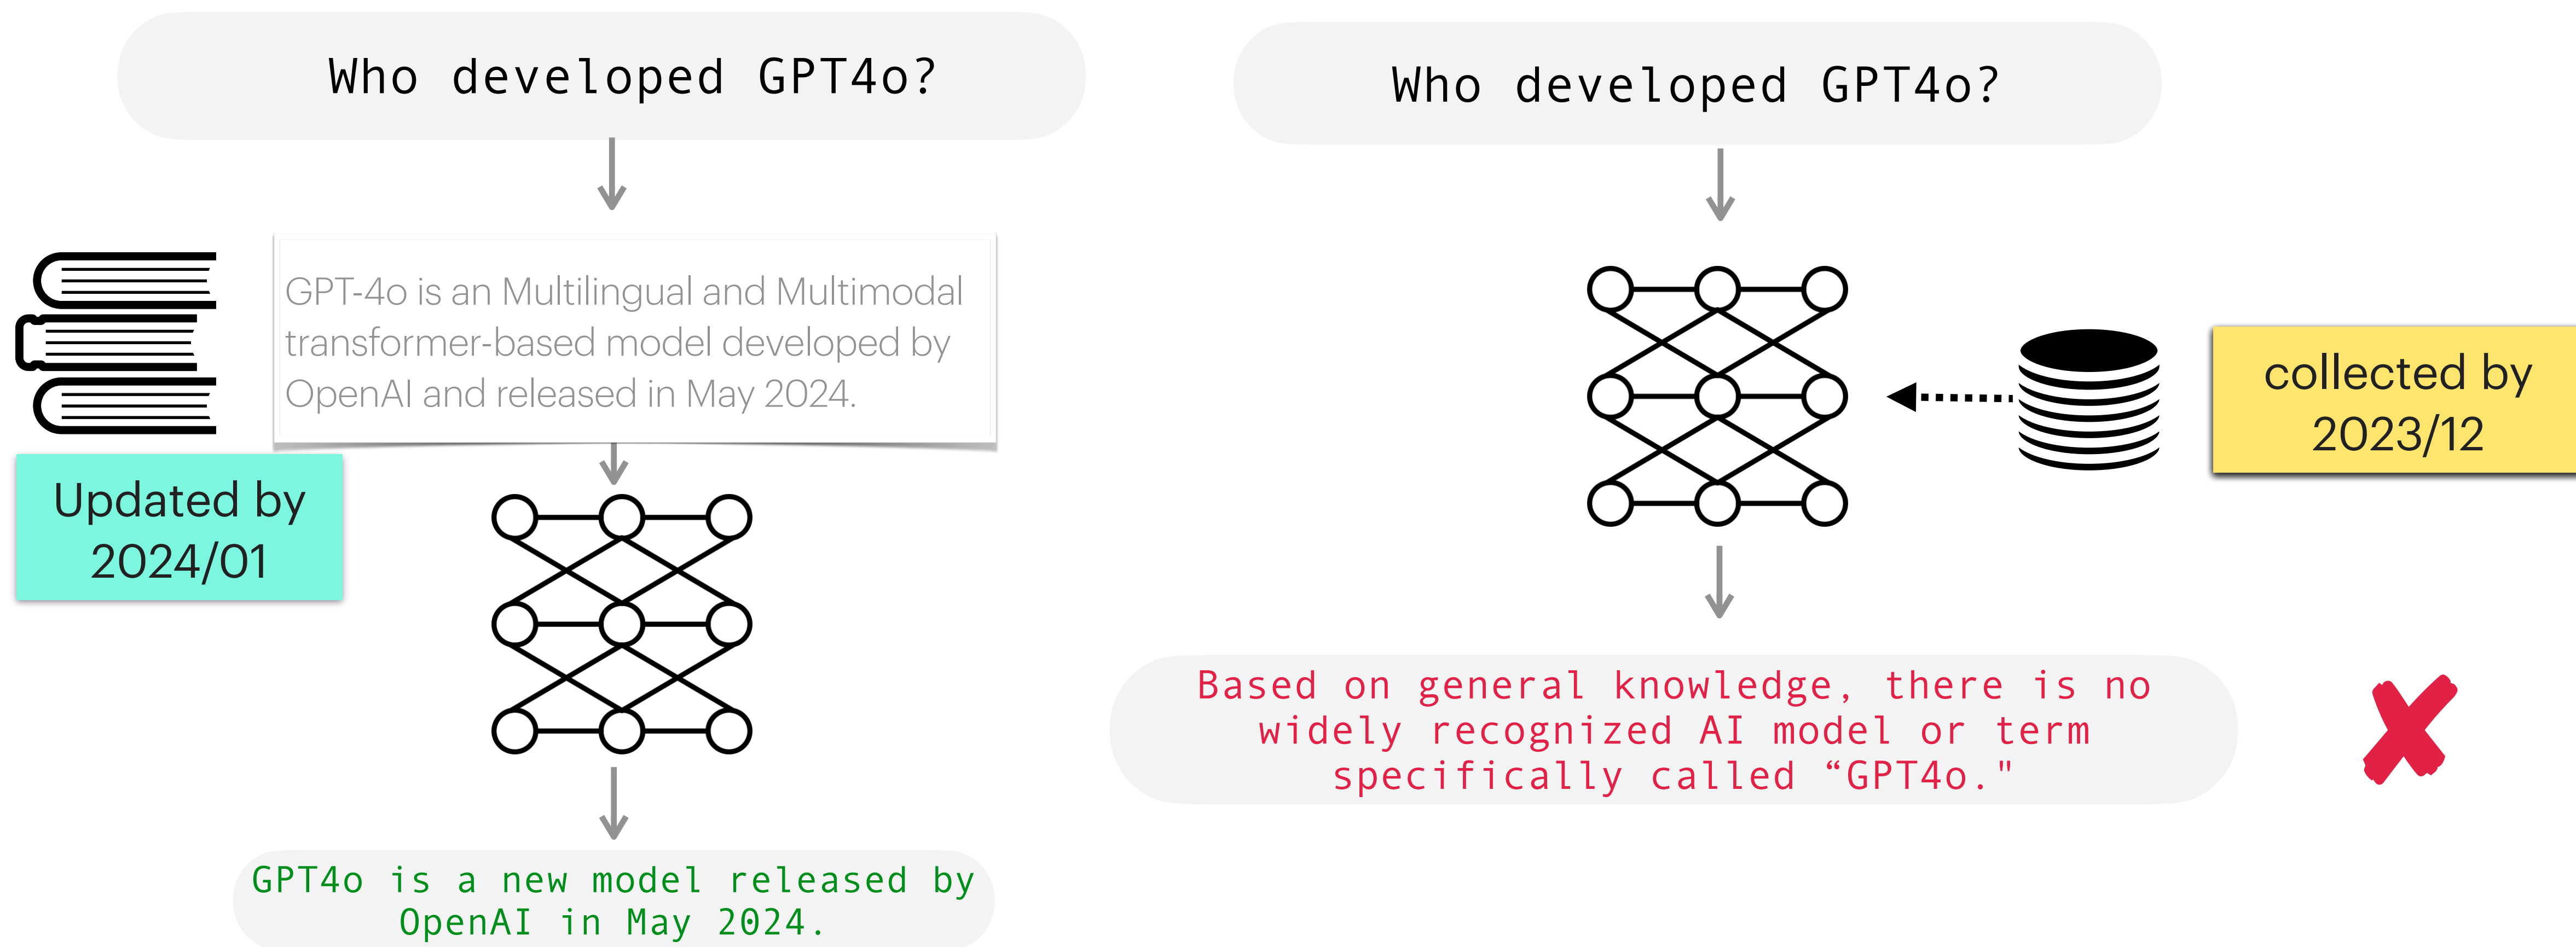 Who developed GPT4o?
GPT-4o is an Multilingual and Multimodal
transformer-based model developed by
OpenAI and released in May 2024.
Updated by
2024/01
GPT4o is a new model released by
OpenAI in May 2024.
Who developed GPT4o?
collected by
2023/12
Based on general knowledge, there is no
widely recognized AI model or term
specifically called “GPT4o."